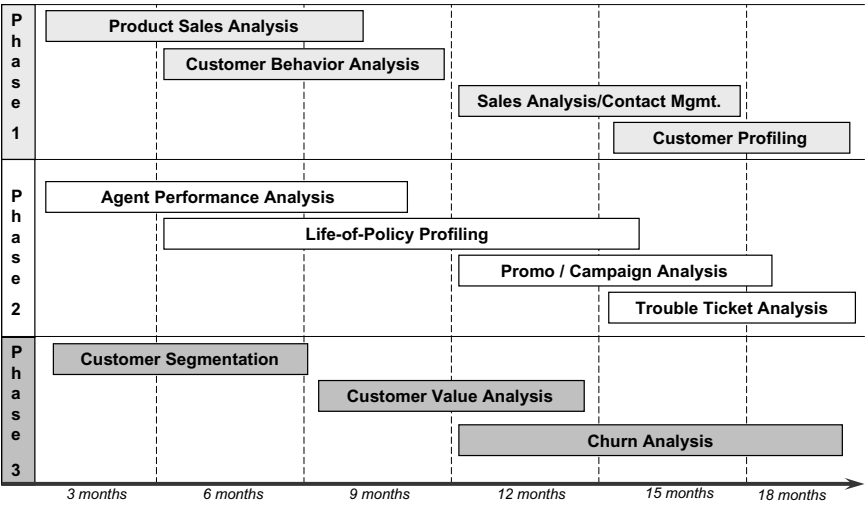 Phase 1
Product Sales Analysis
Customer Behavior Analysis
Sales Analysis/Contact Mgmt.
Customer Profiling
Phase 2
Agent Performance Analysis
Life-of-Policy Profiling
Promo / Campaign Analysis
Trouble Ticket Analysis
Phase 3
Customer Segmentation
Customer Value Analysis
Churn Analysis
3 months 6 months 9 months 12 months 15 months 18 months